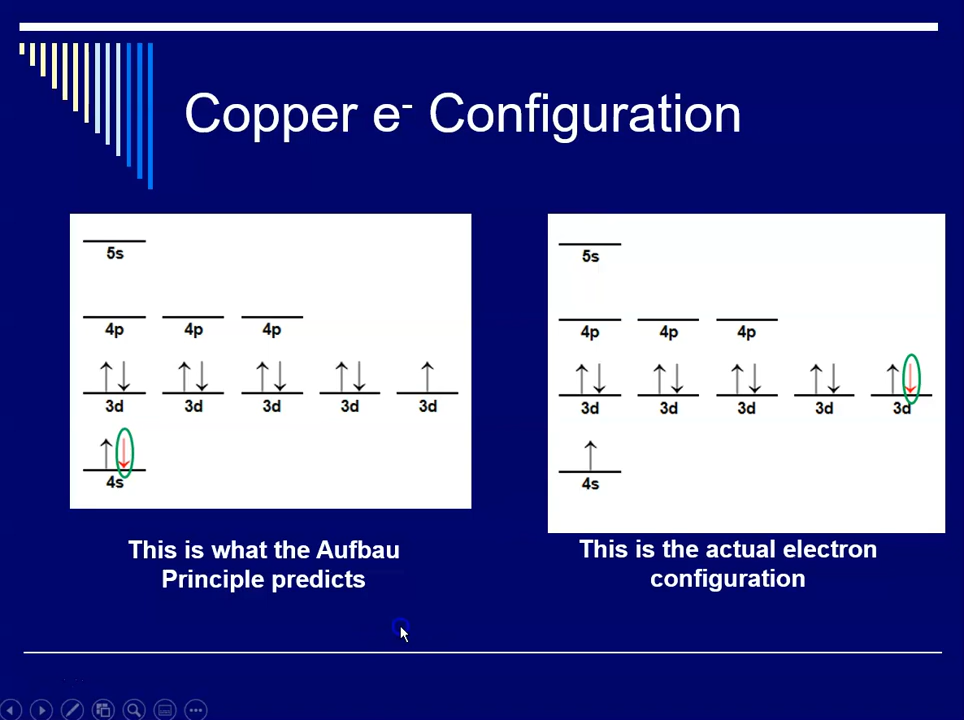 Copper e- Configuration
5s
4p 4p 4p
3d 3d 3d 3d 3d
4s
This is what the Aufbau
Principle predicts
5s
4p 4p 4p
3d 3d 3d 3d 3d
4s
This is the actual electron
configuration